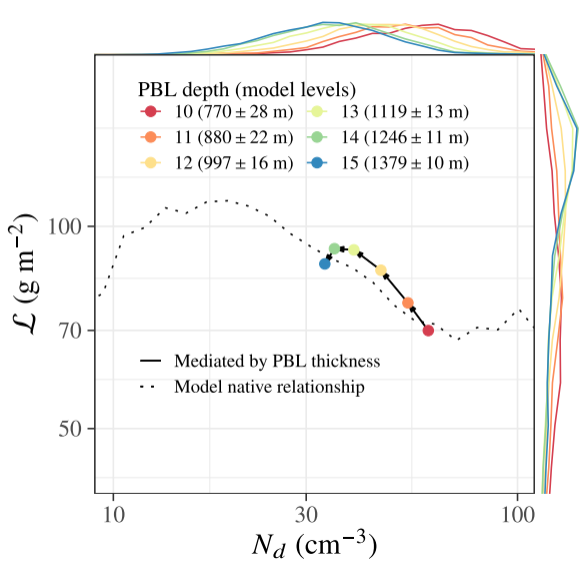 PBL depth (model levels)
10 (770 ± 28 m) 13 (1119 ± 13 m)
11 (880 ± 22 m) 14 (1246 ± 11 m)
12 (997 ± 16 m) 15 (1379 ± 10 m)
ℒ (g m⁻²)
100
70
50
Mediated by PBL thickness
Model native relationship
10 30 100
N_d (cm⁻³)